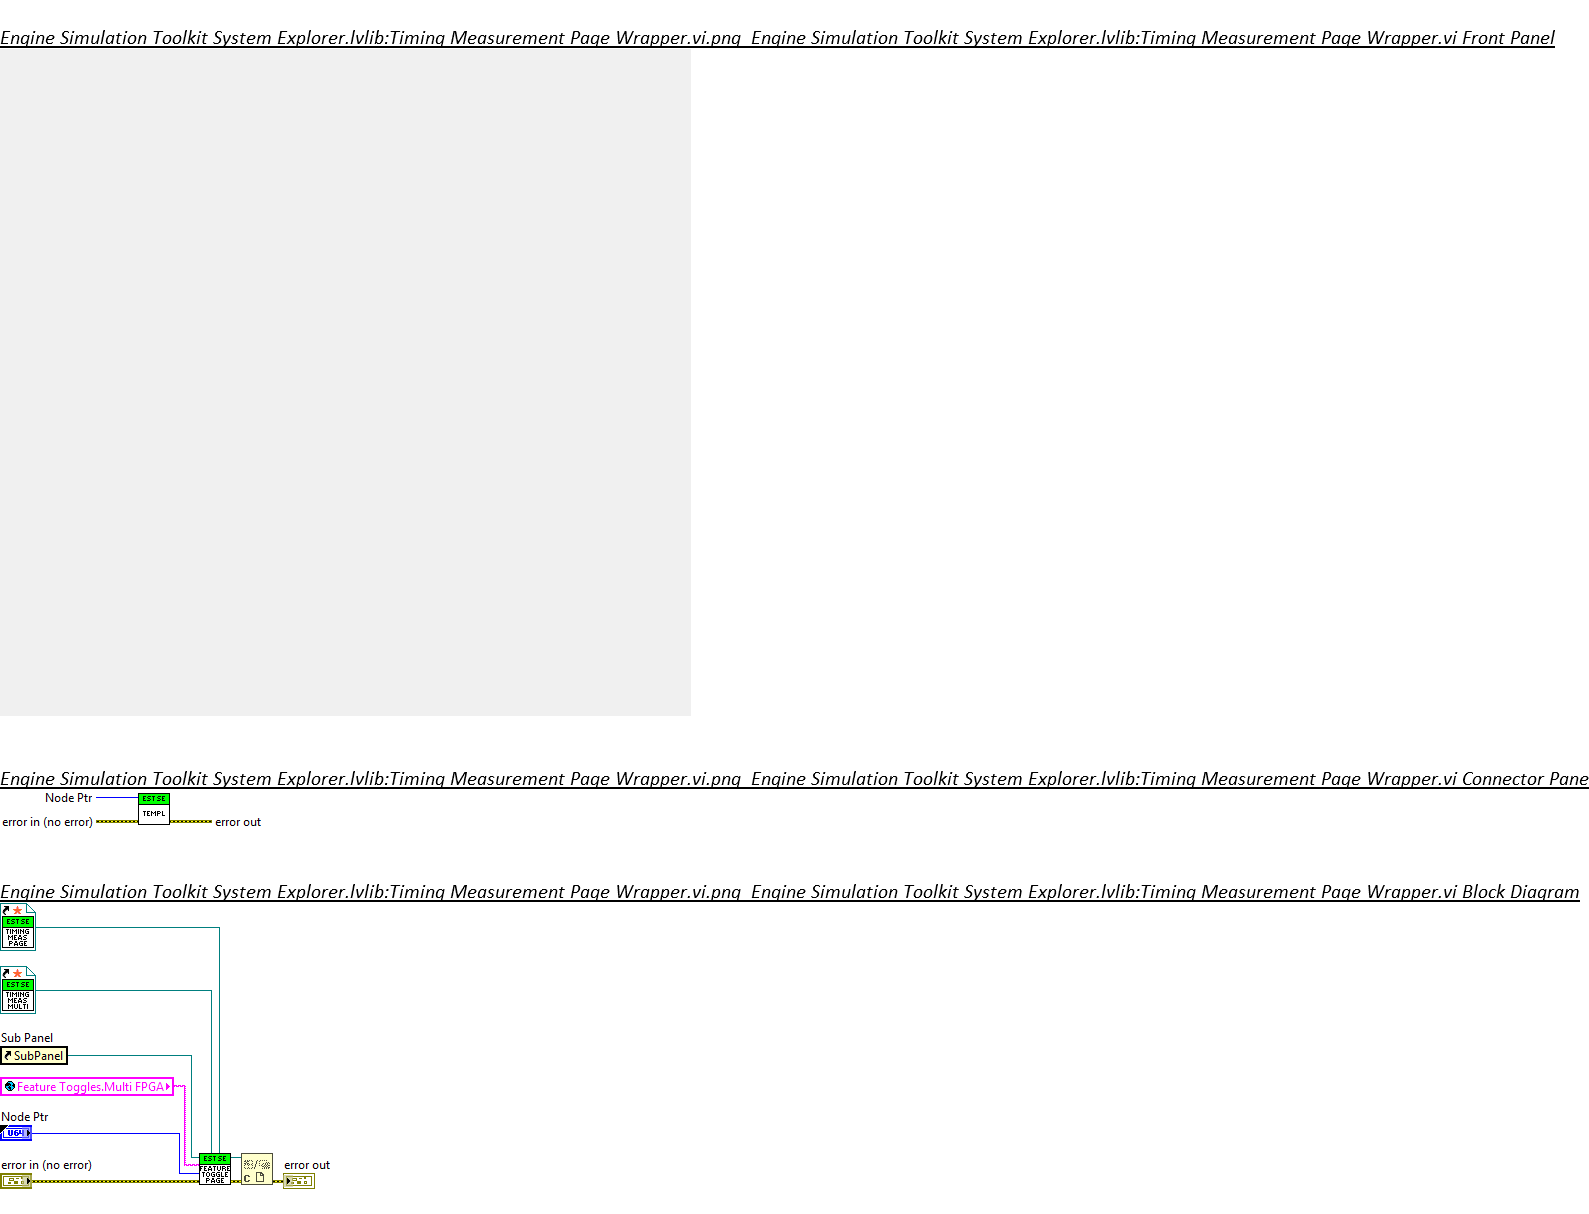 Engine Simulation Toolkit System Explorer.lvlib:Timing Measurement Page Wrapper.vi.png Engine Simulation Toolkit System Explorer.lvlib:Timing Measurement Page Wrapper.vi Front Panel
Engine Simulation Toolkit System Explorer.lvlib:Timing Measurement Page Wrapper.vi.png Engine Simulation Toolkit System Explorer.lvlib:Timing Measurement Page Wrapper.vi Connector Pane
Node Ptr
EST SE
TEMPL
error in (no error)
error out
Engine Simulation Toolkit System Explorer.lvlib:Timing Measurement Page Wrapper.vi.png Engine Simulation Toolkit System Explorer.lvlib:Timing Measurement Page Wrapper.vi Block Diagram
EST SE
TIMING
MEAS
PAGE
EST SE
TIMING
MEAS
MULTI
Sub Panel
SubPanel
Feature Toggles.Multi FPGA
Node Ptr
U64
error in (no error)
EST SE
FEATURE
TOGGLE
PAGE
C
error out